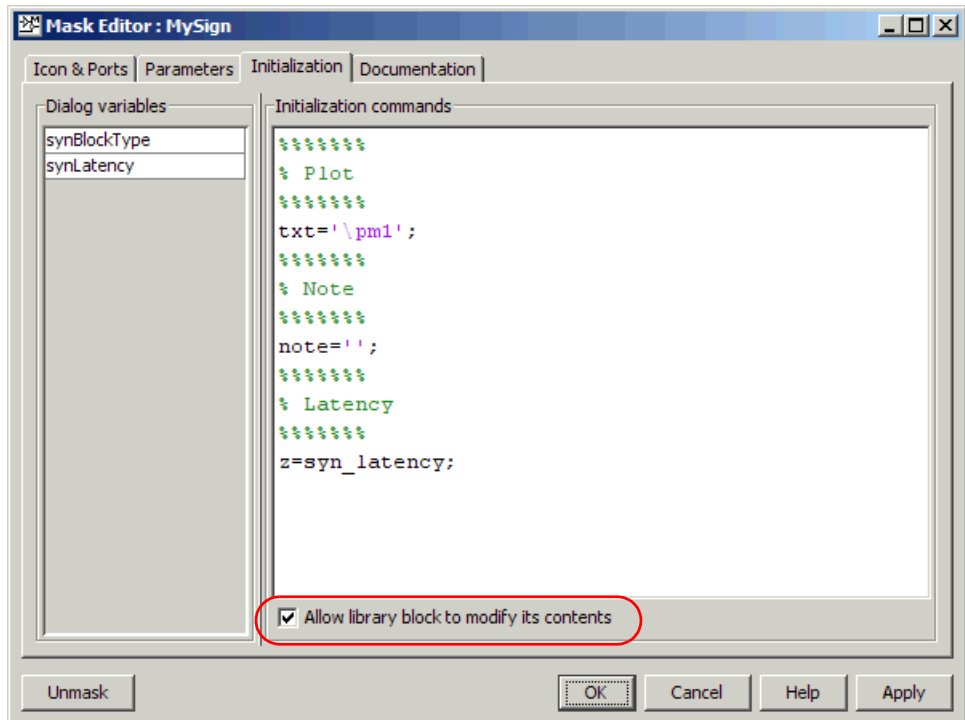 Mask Editor : MySign
Icon & Ports Parameters Initialization Documentation
Dialog variables
synBlockType
synLatency
Initialization commands
%%%%%%%
% Plot
%%%%%%%
txt='\pm1';
%%%%%%%
% Note
%%%%%%%
note='';
%%%%%%%
% Latency
%%%%%%%
z=syn_latency;
Allow library block to modify its contents
Unmask OK Cancel Help Apply